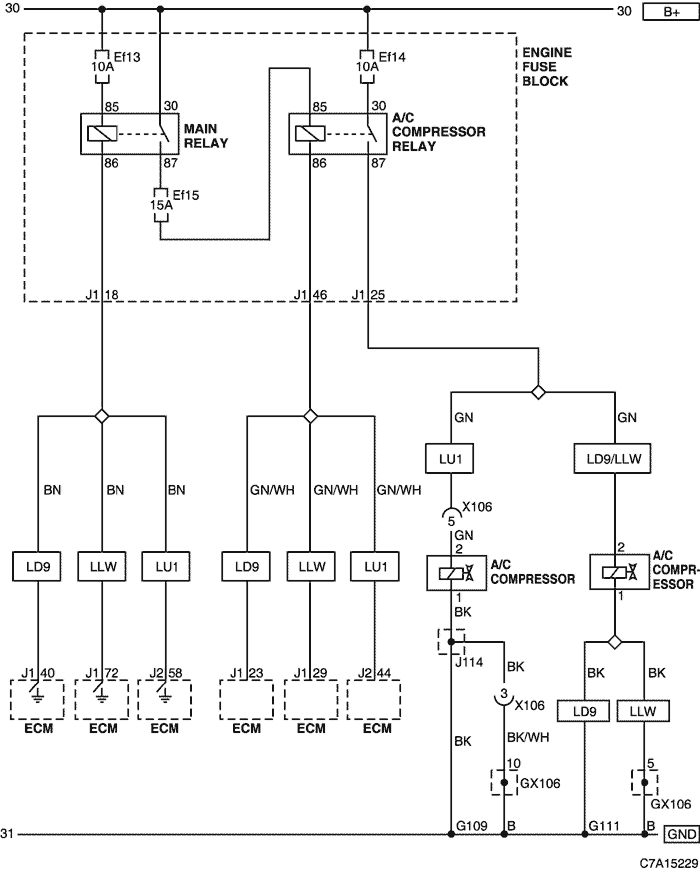 30
30
B+
Ef13
10A
Ef14
10A
ENGINE
FUSE
BLOCK
85
30
MAIN
RELAY
86
87
85
30
A/C
COMPRESSOR
RELAY
86
87
Ef15
15A
J1 18
J1 46
J1 25
GN
GN
LU1
LD9/LLW
BN
BN
BN
GN/WH
GN/WH
GN/WH
X106
5
GN
2
A/C
COMPRESSOR
1
BK
2
A/C
COMPR-
ESSOR
1
LD9
LLW
LU1
LD9
LLW
LU1
J114
J1 40
J1 72
J2 58
J1 23
J1 29
J2 44
BK
BK
BK
3
X106
LD9
LLW
ECM
ECM
ECM
ECM
ECM
ECM
BK
BK/WH
10
GX106
5
GX106
31
G109
B
G111
B
GND
C7A15229